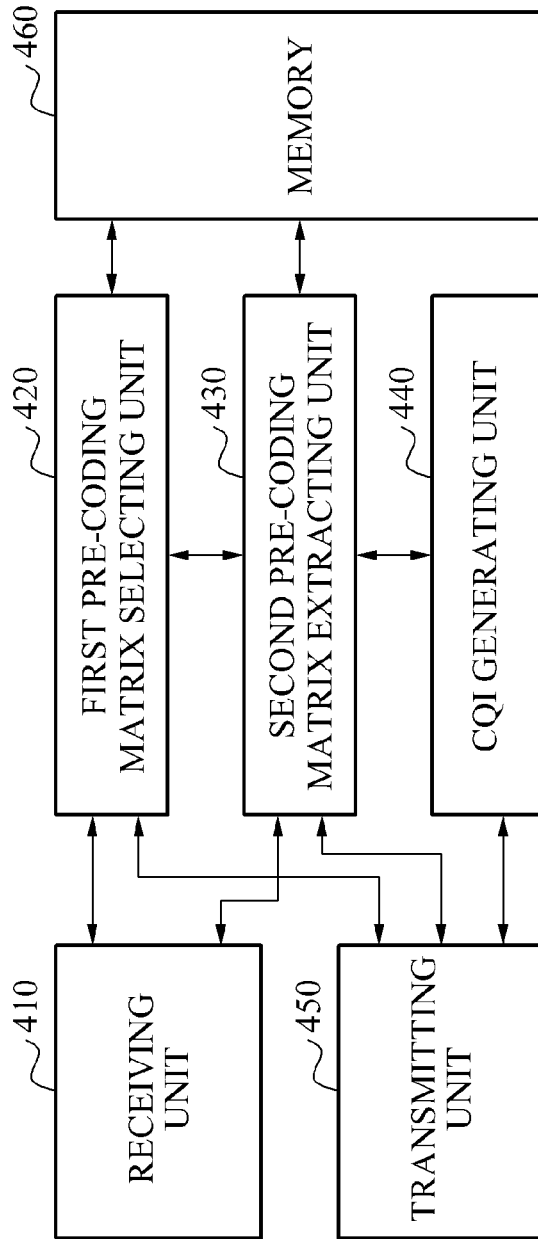 410
RECEIVING
UNIT
450
TRANSMITTING
UNIT
420
FIRST PRE-CODING
MATRIX SELECTING UNIT
430
SECOND PRE-CODING
MATRIX EXTRACTING UNIT
440
CQI GENERATING UNIT
460
MEMORY